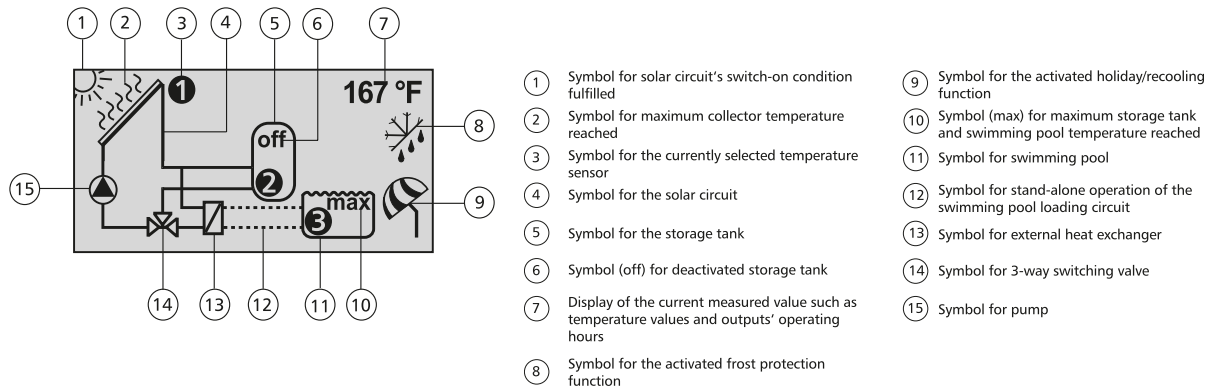 1 2 3 4 5 6 7
1
167 °F
off
8
2
15
max
3
9
14 13 12 11 10
1 Symbol for solar circuit's switch-on condition
fulfilled
2 Symbol for maximum collector temperature
reached
3 Symbol for the currently selected temperature
sensor
4 Symbol for the solar circuit
5 Symbol for the storage tank
6 Symbol (off) for deactivated storage tank
7 Display of the current measured value such as
temperature values and outputs' operating
hours
8 Symbol for the activated frost protection
function
9 Symbol for the activated holiday/recooling
function
10 Symbol (max) for maximum storage tank
and swimming pool temperature reached
11 Symbol for swimming pool
12 Symbol for stand-alone operation of the
swimming pool loading circuit
13 Symbol for external heat exchanger
14 Symbol for 3-way switching valve
15 Symbol for pump